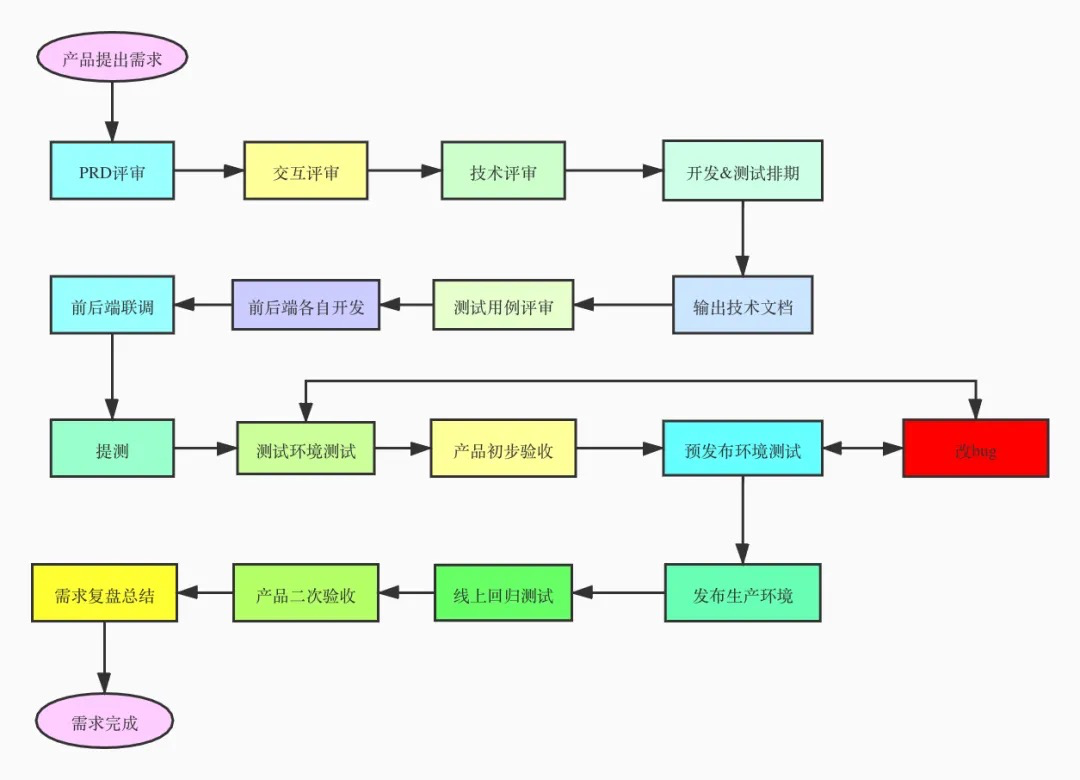 产品提出需求
PRD评审
交互评审
技术评审
开发&测试排期
前后端联调
前后端各自开发
测试用例评审
输出技术文档
提测
测试环境测试
产品初步验收
预发布环境测试
改bug
需求复盘总结
产品二次验收
线上回归测试
发布生产环境
需求完成